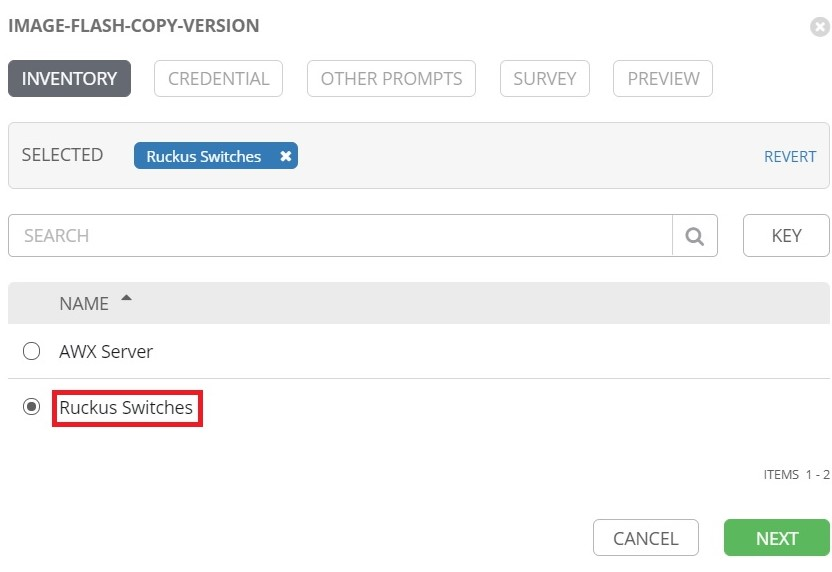 IMAGE-FLASH-COPY-VERSION
INVENTORY CREDENTIAL OTHER PROMPTS SURVEY PREVIEW
SELECTED Ruckus Switches REVERT
SEARCH KEY
NAME
AWX Server
Ruckus Switches
ITEMS 1 - 2
CANCEL NEXT